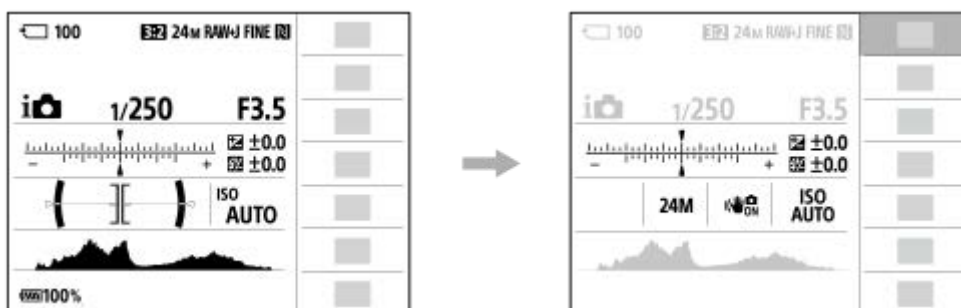 100 3:2 24M RAW+J FINE N
i 1/250 F3.5
±0.0
- + ±0.0
ISO
AUTO
100%
100 3:2 24M RAW+J FINE N
i 1/250 F3.5
±0.0
- + ±0.0
24M ON ISO
AUTO